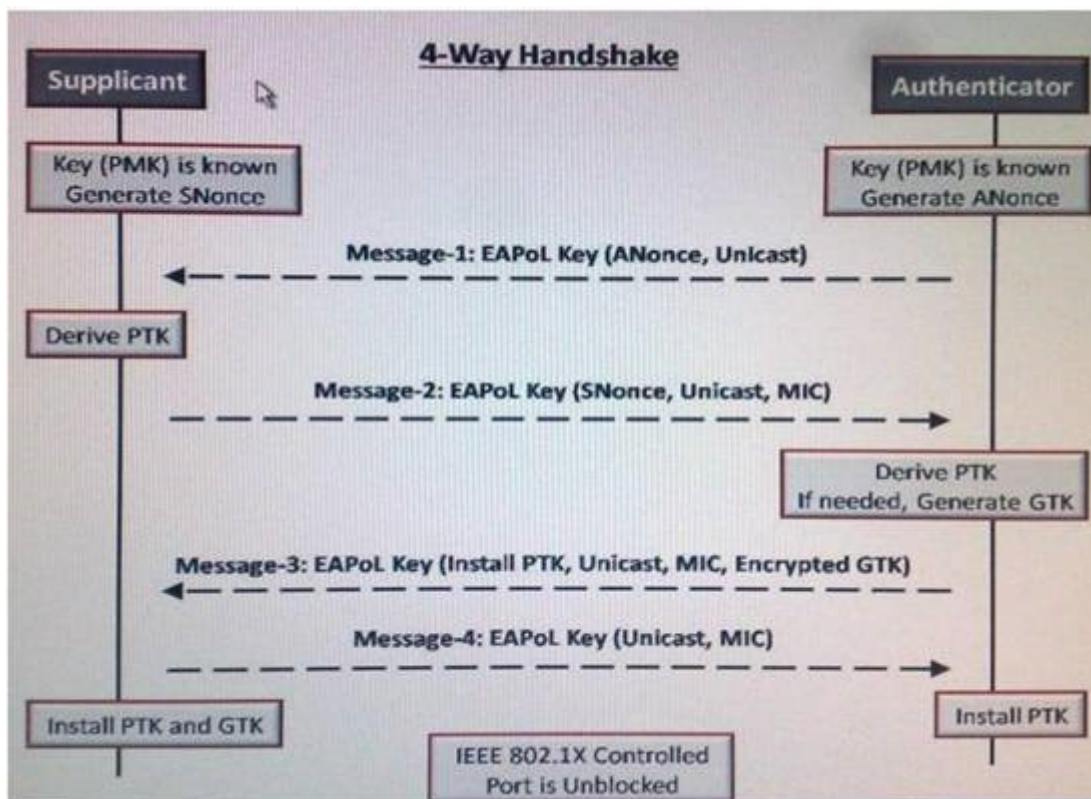 4-Way Handshake
Supplicant
Authenticator
Key (PMK) is known
Generate SNonce
Key (PMK) is known
Generate ANonce
Message-1: EAPoL Key (ANonce, Unicast)
Derive PTK
Message-2: EAPoL Key (SNonce, Unicast, MIC)
Derive PTK
If needed, Generate GTK
Message-3: EAPoL Key (Install PTK, Unicast, MIC, Encrypted GTK)
Message-4: EAPoL Key (Unicast, MIC)
Install PTK and GTK
Install PTK
IEEE 802.1X Controlled
Port is Unblocked